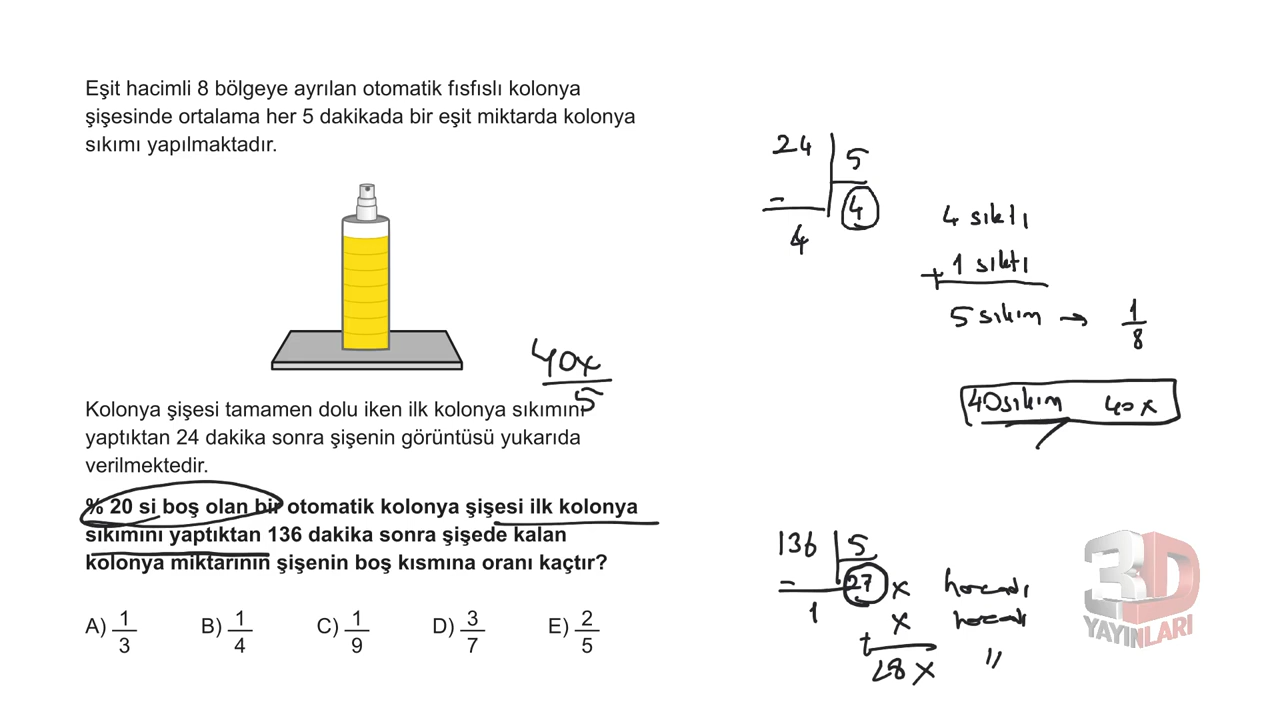 Eşit hacimli 8 bölgeye ayrılan otomatik fısfıslı kolonya
şişesinde ortalama her 5 dakikada bir eşit miktarda kolonya
sıkımı yapılmaktadır.
40x
5
Kolonya şişesi tamamen dolu iken ilk kolonya sıkımını
yaptıktan 24 dakika sonra şişenin görüntüsü yukarıda
verilmektedir.
% 20 si boş olan bir otomatik kolonya şişesi ilk kolonya
sıkımını yaptıktan 136 dakika sonra şişede kalan
kolonya miktarının şişenin boş kısmına oranı kaçtır?
A) 1/3 B) 1/4 C) 1/9 D) 3/7 E) 2/5
24 5
- 4
4
4 sıktı
+ 1 sıktı
5 sıkım → 1/8
40 sıkım 40x
136 5
- 27 x harcadı
1 x harcadı
+
28x "
3D
YAYINLARI